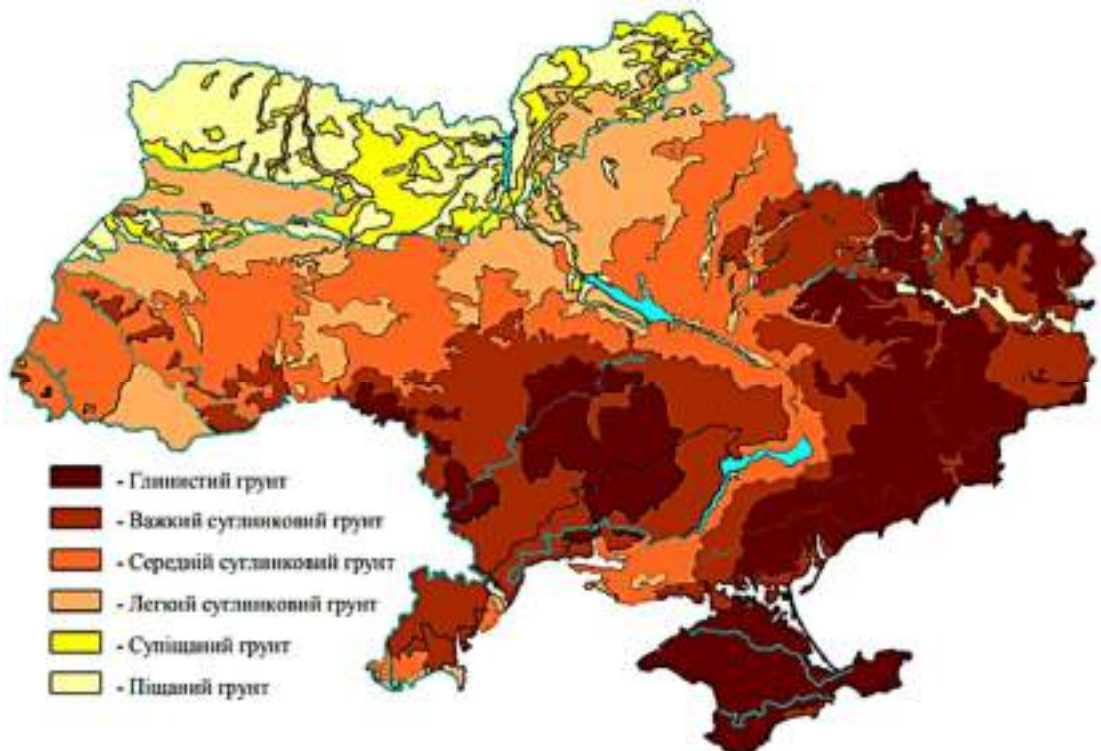 - Глинистий грунт
- Важкий суглинковий грунт
- Середній суглинковий грунт
- Легкий суглинковий грунт
- Супіщаний грунт
- Піщаний грунт